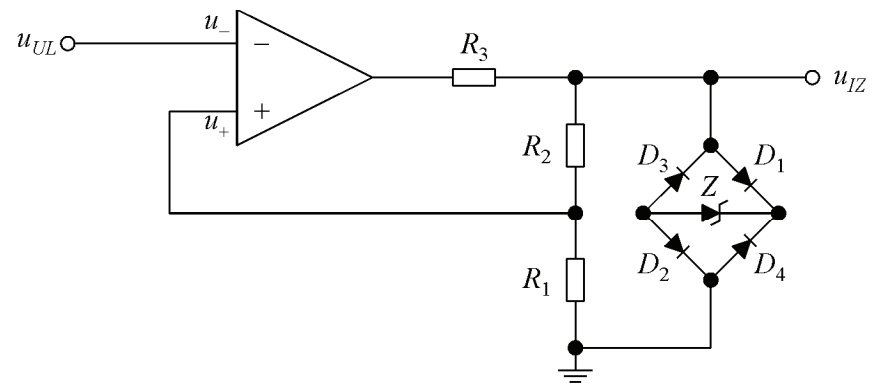 u_UL
u_−
−
R_3
u_IZ
+
u_+
R_2
D_3
D_1
Z
D_2
D_4
R_1